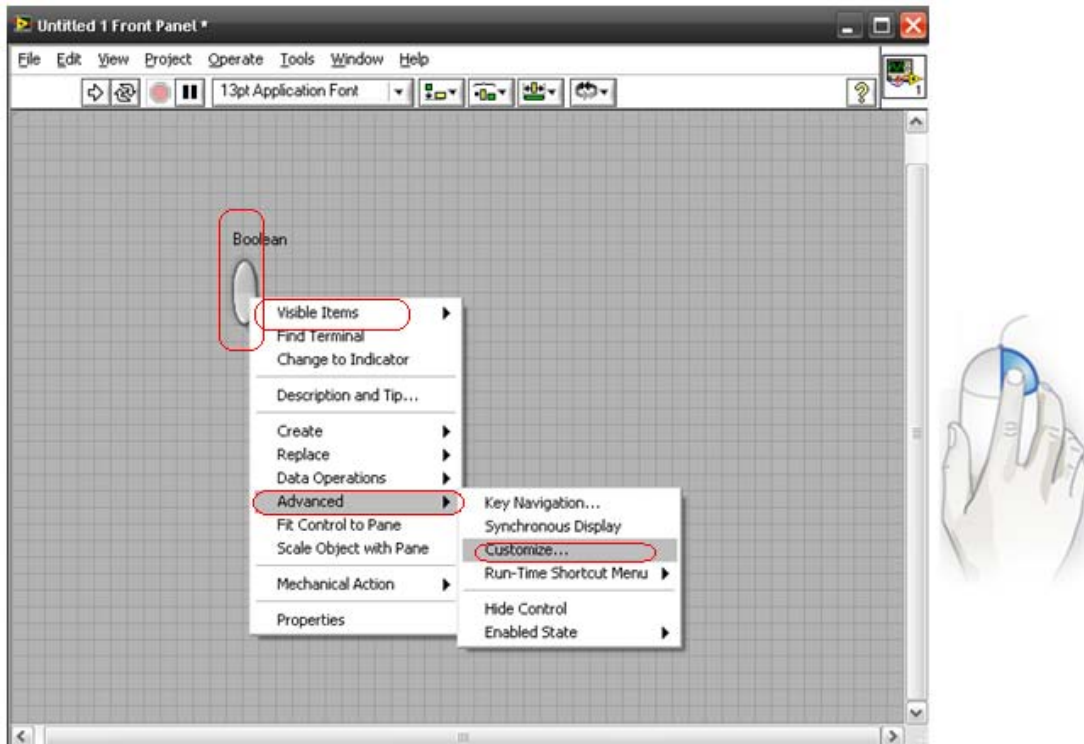 Untitled 1 Front Panel *
File Edit View Project Operate Tools Window Help
13pt Application Font
?
1
Boolean
Visible Items
Find Terminal
Change to Indicator
Description and Tip...
Create
Replace
Data Operations
Advanced
Fit Control to Pane
Scale Object with Pane
Mechanical Action
Properties
Key Navigation...
Synchronous Display
Customize...
Run-Time Shortcut Menu
Hide Control
Enabled State